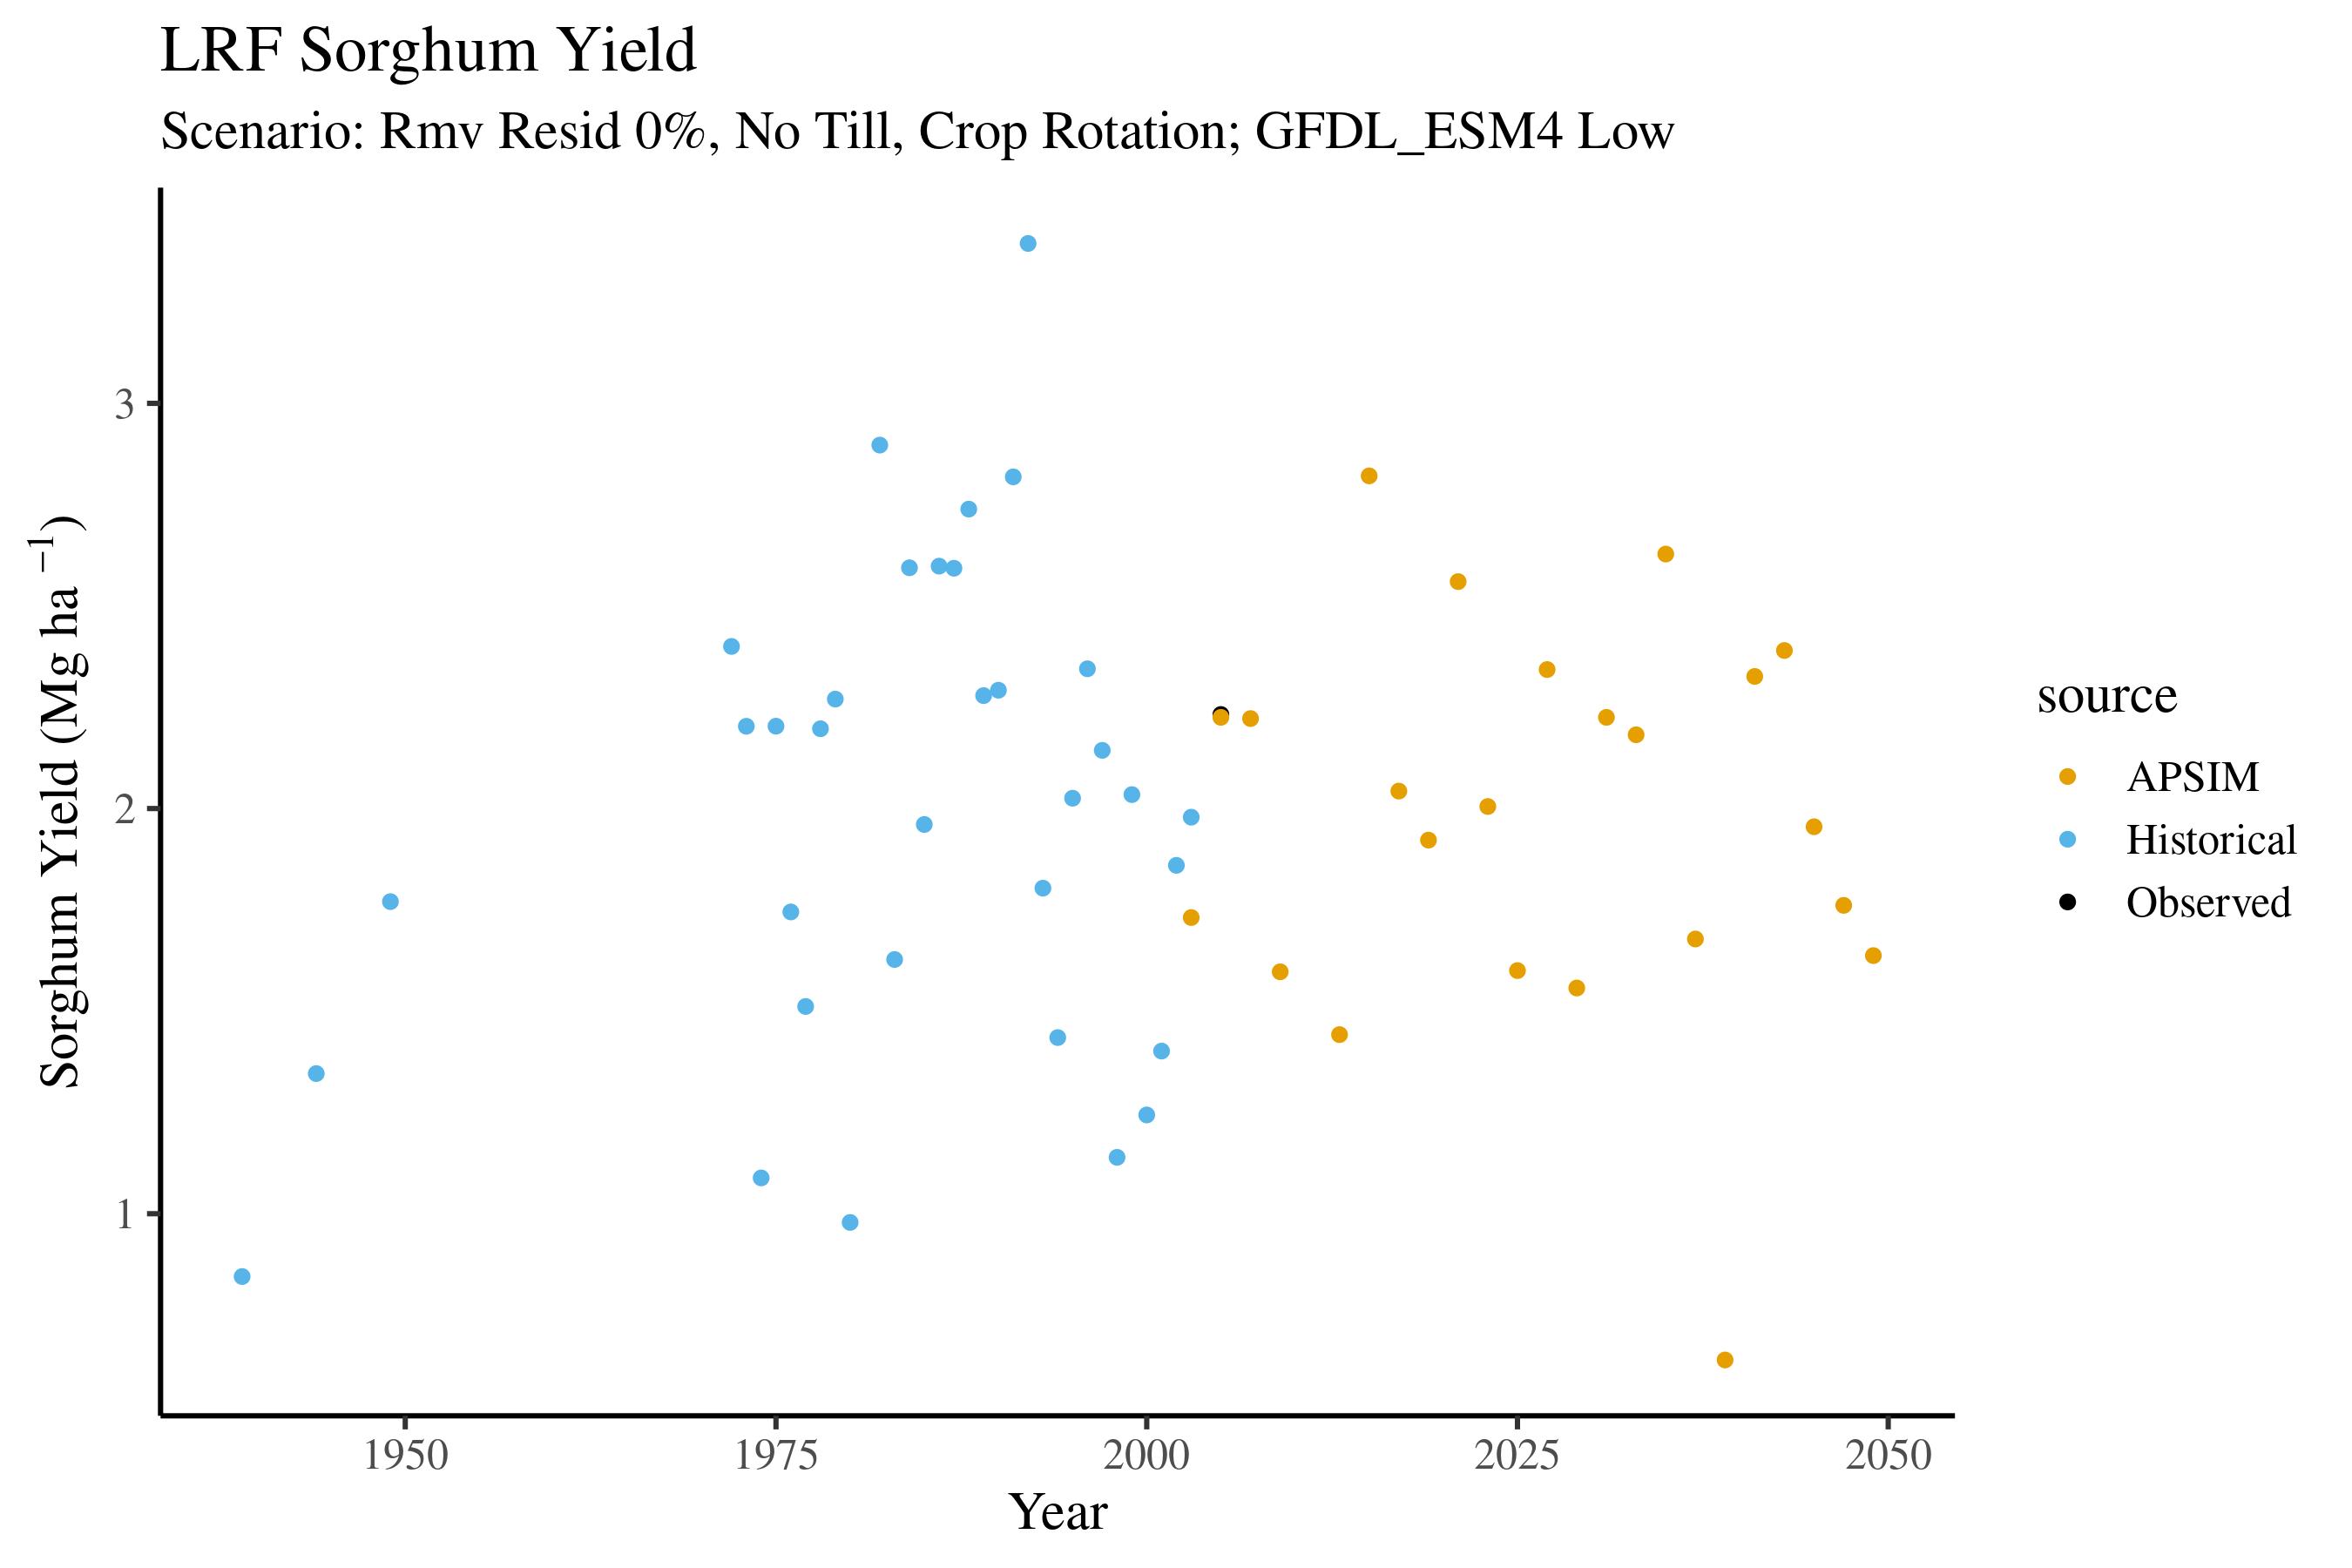 LRF Sorghum Yield
Scenario: Rmv Resid 0%, No Till, Crop Rotation; GFDL_ESM4 Low
Sorghum Yield (Mg ha −1)
3
2
1
1950 1975 2000 2025 2050
Year
source
APSIM
Historical
Observed